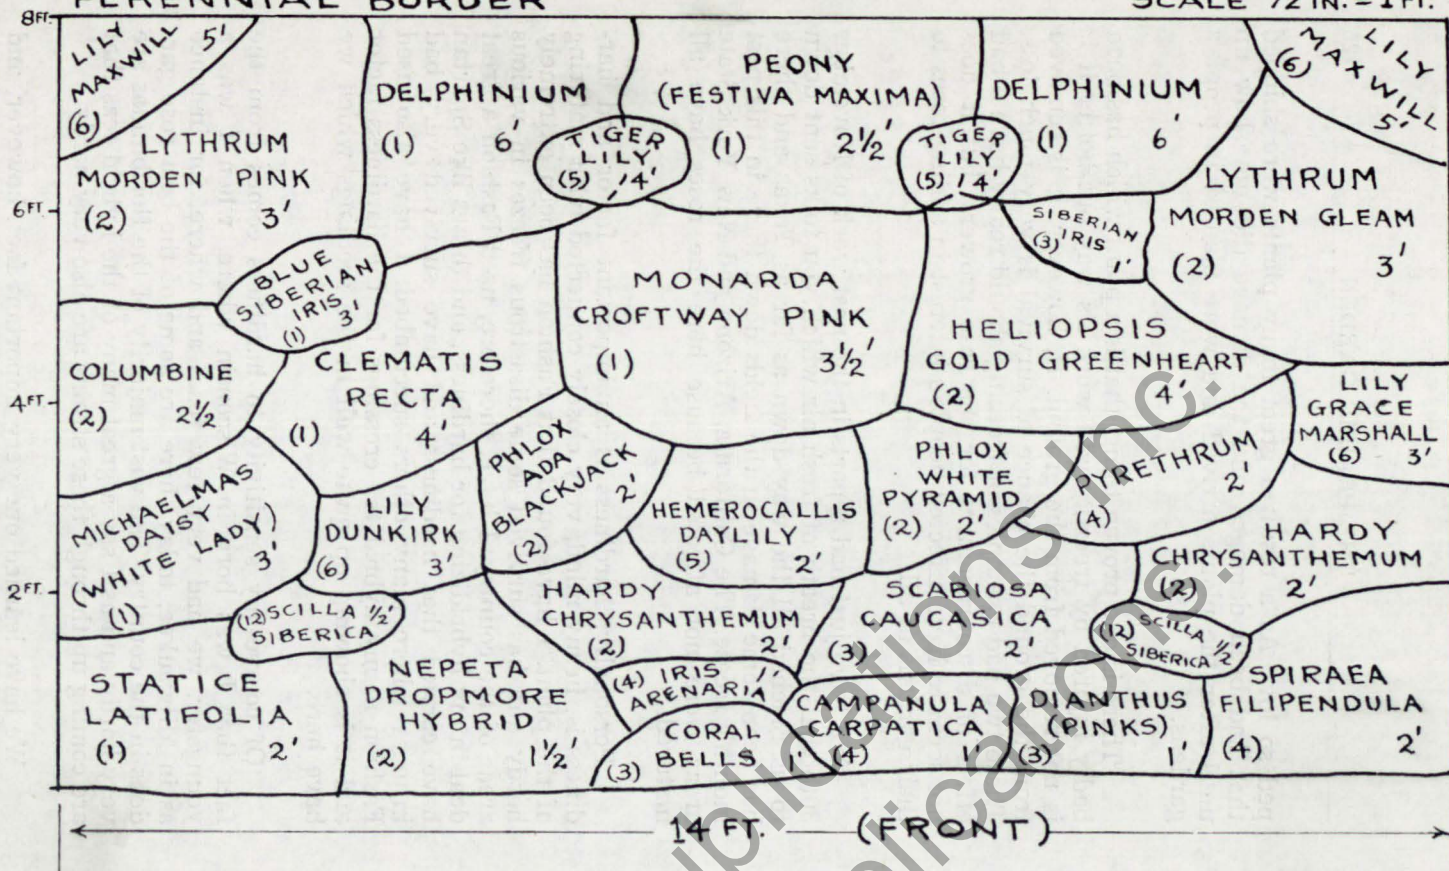 PERENNIAL BORDER
SCALE 1/2 IN. = 1 FT.
8FT.
6FT.
4FT.
2FT.
LILY
MAXWILL 5'
(6)
DELPHINIUM
(1) 6'
PEONY
(FESTIVA MAXIMA)
(1) 2½'
DELPHINIUM
(1) 6'
LILY
MAXWILL
(6) 5'
LYTHRUM
MORDEN PINK
(2) 3'
TIGER
LILY
(5) 4'
TIGER
LILY
(5) 4'
SIBERIAN
IRIS
(3) 1'
LYTHRUM
MORDEN GLEAM
(2) 3'
BLUE
SIBERIAN
IRIS
(1) 3'
MONARDA
CROFTWAY PINK
(1) 3½'
HELIOPSIS
GOLD GREENHEART
(2) 4'
COLUMBINE
(2) 2½'
CLEMATIS
RECTA
(1) 4'
LILY
GRACE
MARSHALL
(6) 3'
MICHAELMAS
DAISY
(WHITE LADY)
(1) 3'
LILY
DUNKIRK
(6) 3'
PHLOX
ADA
BLACKJACK
(2) 2'
HEMEROCALLIS
DAYLILY
(5) 2'
PHLOX
WHITE
PYRAMID
(2) 2'
PYRETHRUM
(4) 2'
HARDY
CHRYSANTHEMUM
(2) 2'
(12) SCILLA ½'
SIBERICA
HARDY
CHRYSANTHEMUM
(2) 2'
SCABIOSA
CAUCASICA
(3) 2'
(12) SCILLA ½'
SIBERICA
STATICE
LATIFOLIA
(1) 2'
NEPETA
DROPMORE
HYBRID
(2) 1½'
(4) IRIS 1'
ARENARIA
CORAL
BELLS
(3) 1'
CAMPANULA
CARPATICA
(4) 1'
DIANTHUS
(PINKS)
(3) 1'
SPIRAEA
FILIPENDULA
(4) 2'
14 FT. (FRONT)
ublications Inc.
blications.